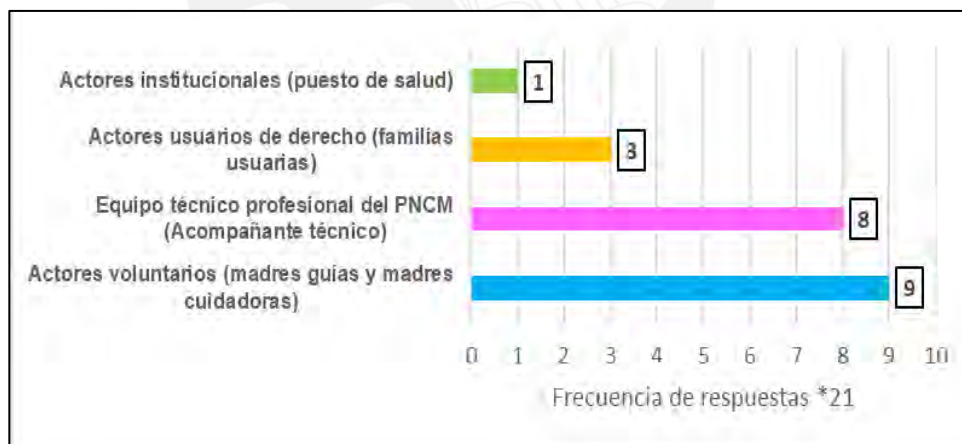 Actores institucionales (puesto de salud)
1
Actores usuarios de derecho (familias
usuarias)
3
Equipo técnico profesional del PNCM
(Acompañante técnico)
8
Actores voluntarios (madres guías y madres
cuidadoras)
9
0 1 2 3 4 5 6 7 8 9 10
Frecuencia de respuestas *21